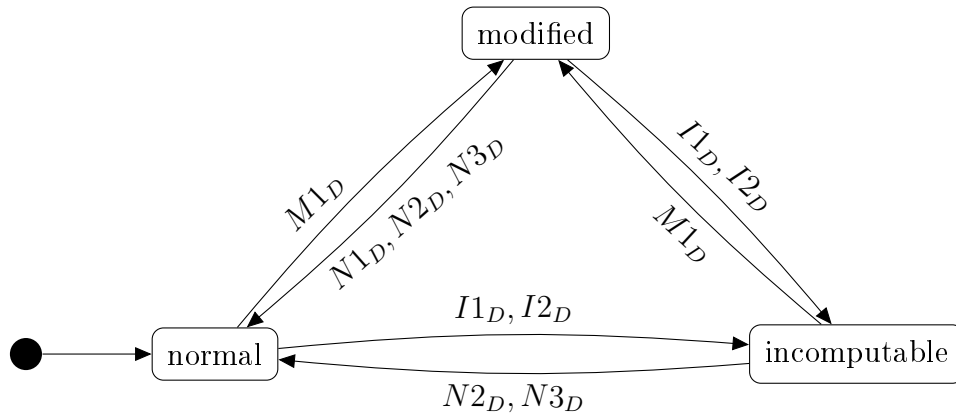 modified
I1_D, I2_D
M1_D
M1_D
N1_D, N2_D, N3_D
I1_D, I2_D
normal
incomputable
N2_D, N3_D